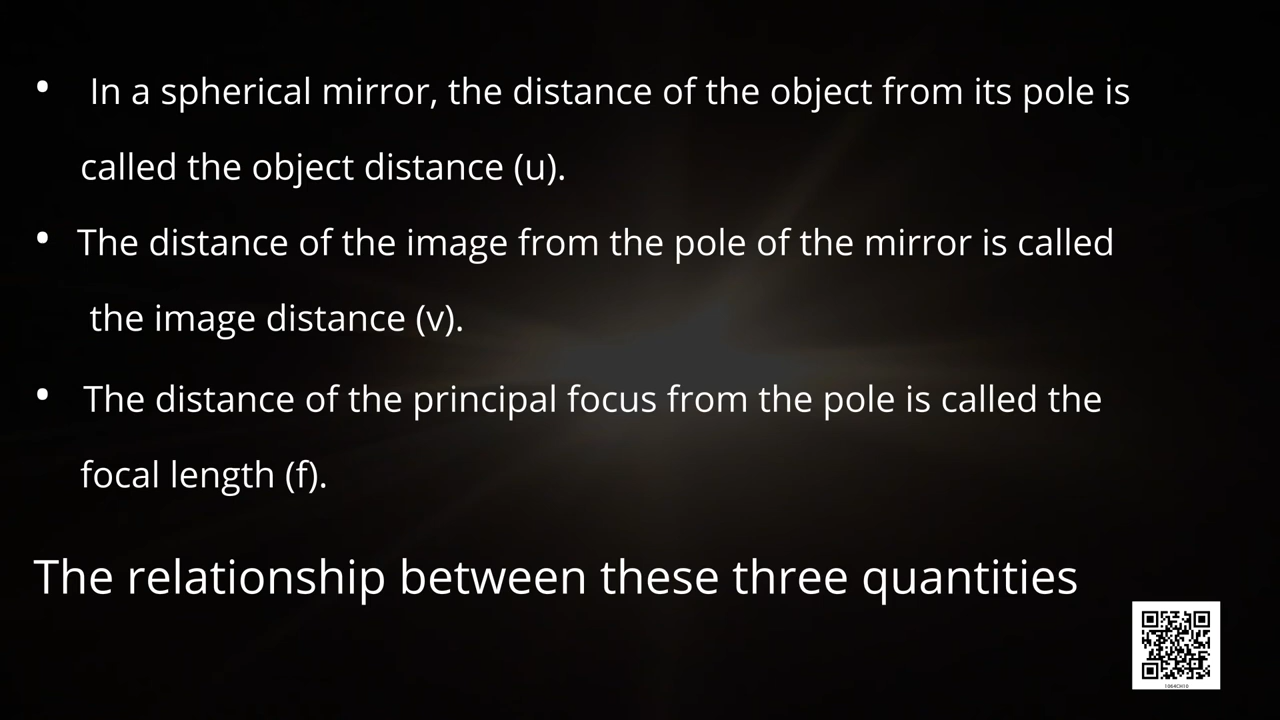 • In a spherical mirror, the distance of the object from its pole is
called the object distance (u).
• The distance of the image from the pole of the mirror is called
the image distance (v).
• The distance of the principal focus from the pole is called the
focal length (f).
The relationship between these three quantities
1064CH10